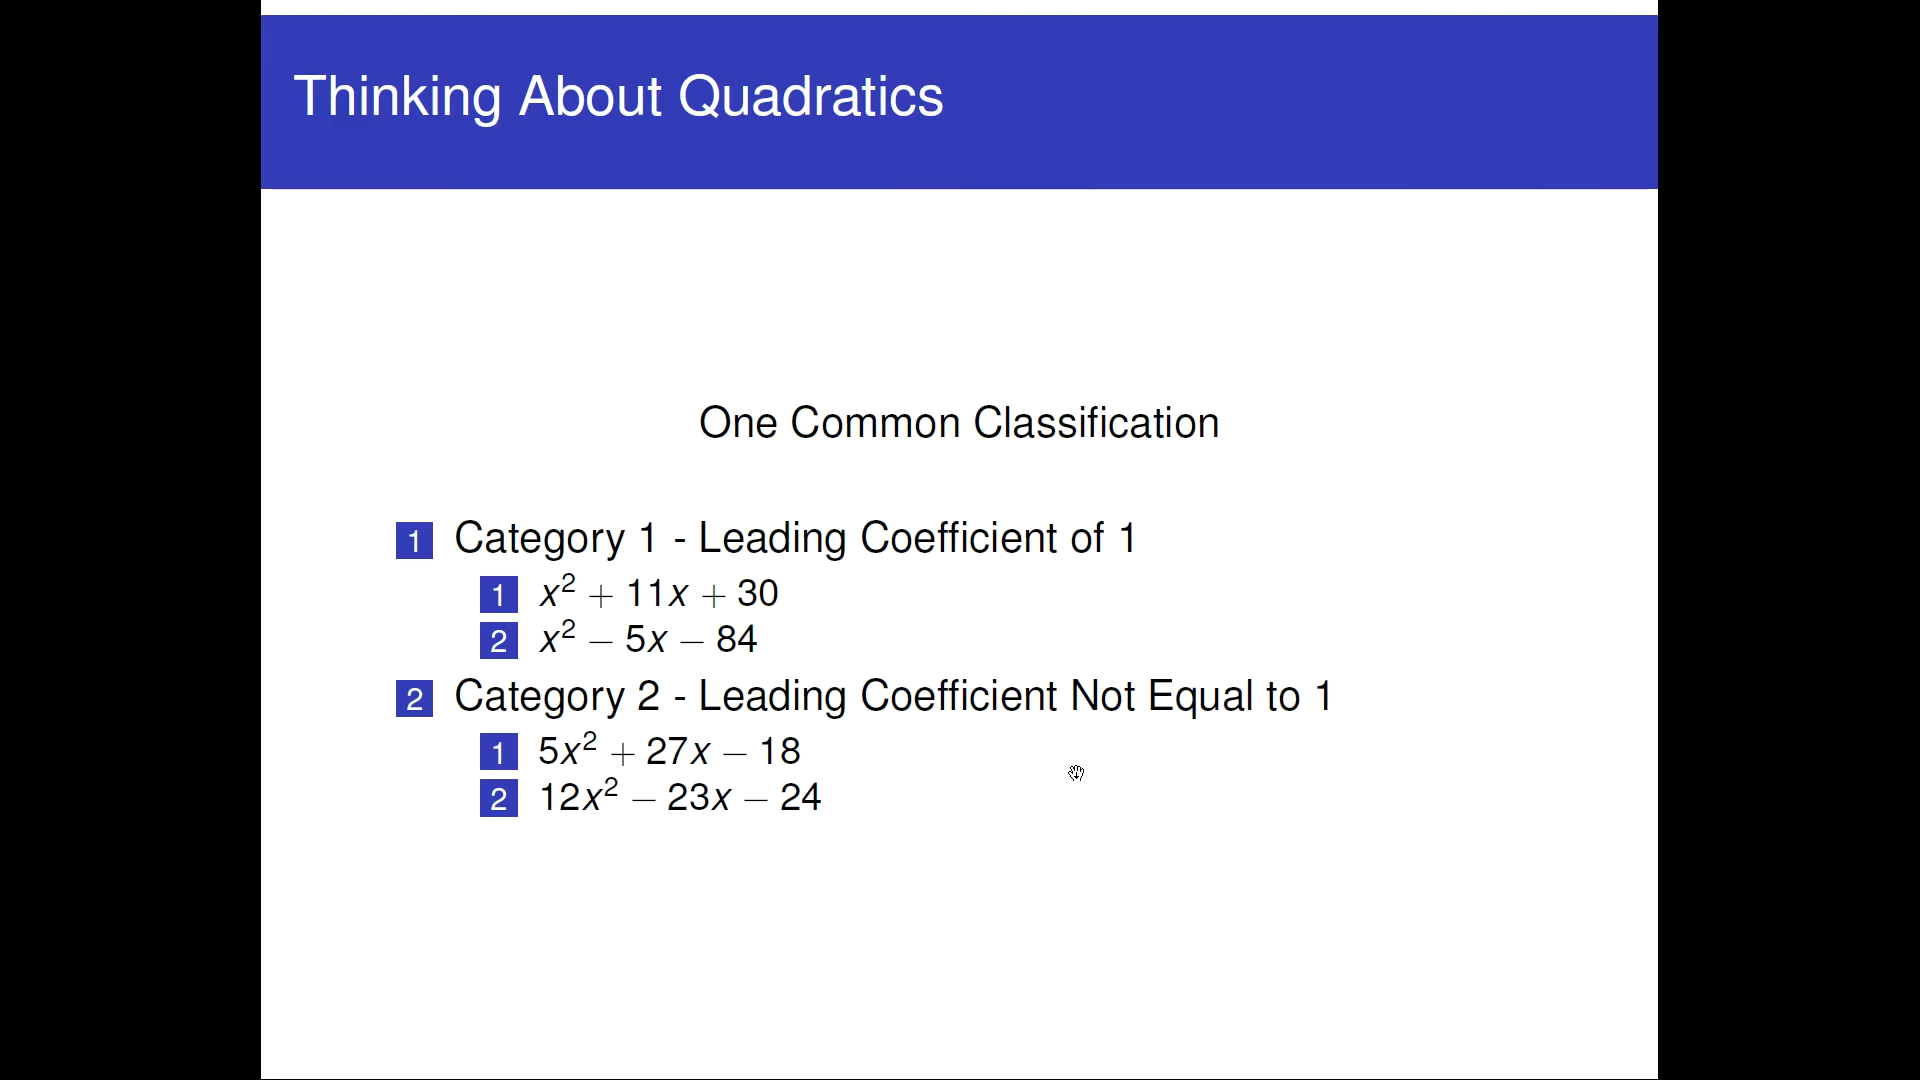 Thinking About Quadratics
One Common Classification
1 Category 1 - Leading Coefficient of 1
1 x² + 11x + 30
2 x² − 5x − 84
2 Category 2 - Leading Coefficient Not Equal to 1
1 5x² + 27x − 18
2 12x² − 23x − 24